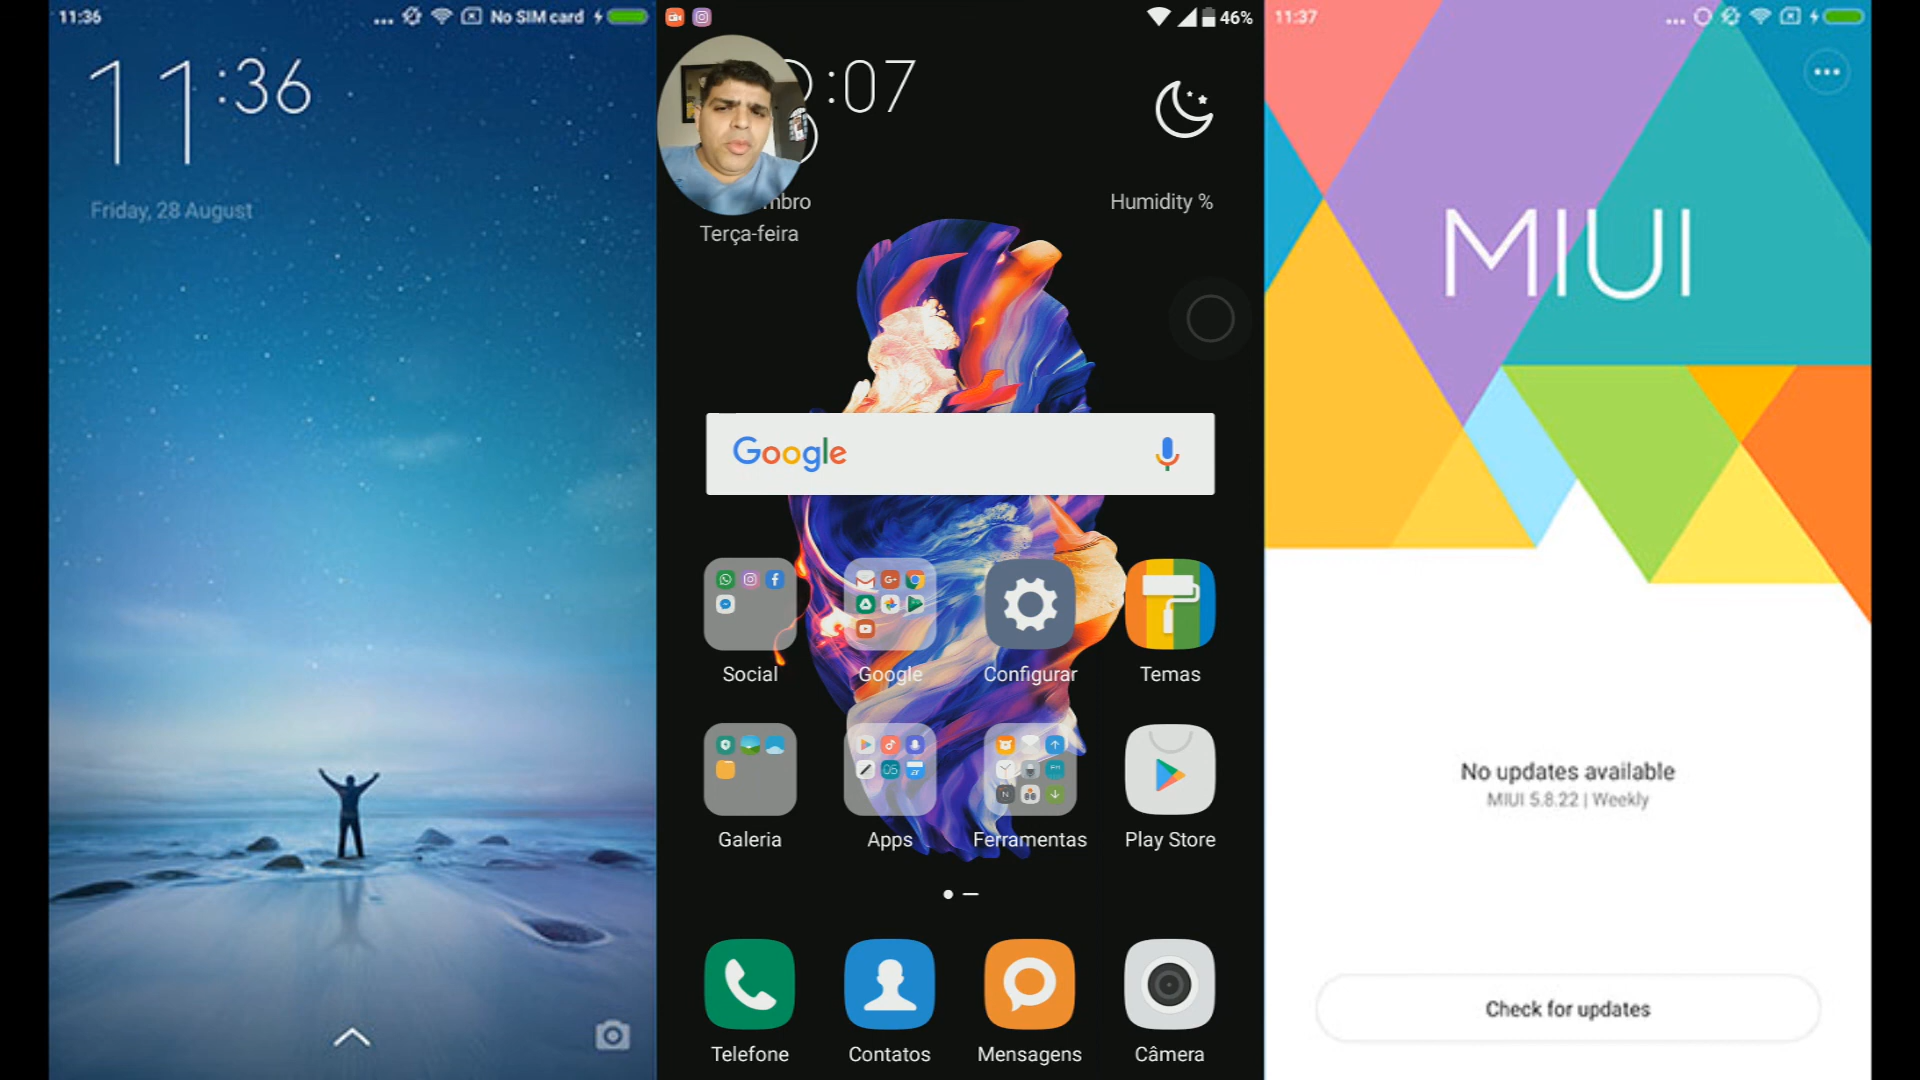 11:36
No SIM card
11:36
Friday, 28 August
46%
:07
mbro
Terça-feira
Humidity %
Google
Social
Google
Configurar
Temas
Galeria
Apps
Ferramentas
Play Store
Telefone
Contatos
Mensagens
Câmera
11:37
MIUI
No updates available
MIUI 5.8.22 | Weekly
Check for updates